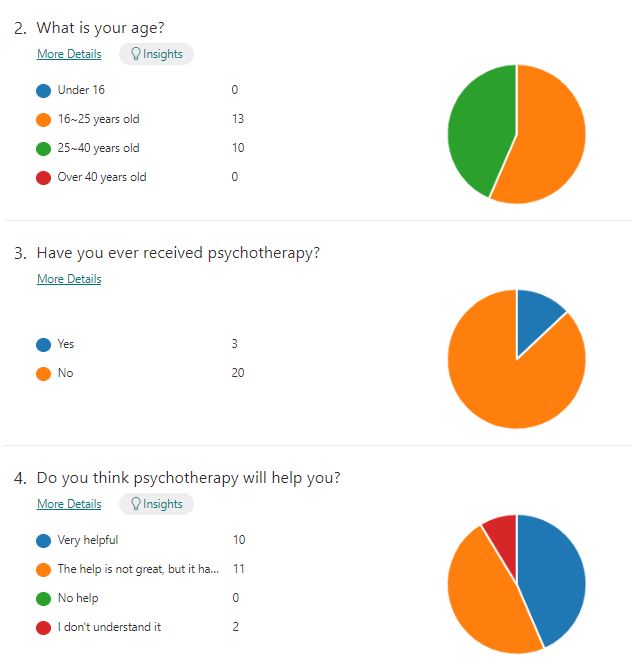 2. What is your age?
More Details Insights
Under 16 0
16~25 years old 13
25~40 years old 10
Over 40 years old 0
3. Have you ever received psychotherapy?
More Details
Yes 3
No 20
4. Do you think psychotherapy will help you?
More Details Insights
Very helpful 10
The help is not great, but it ha... 11
No help 0
I don't understand it 2